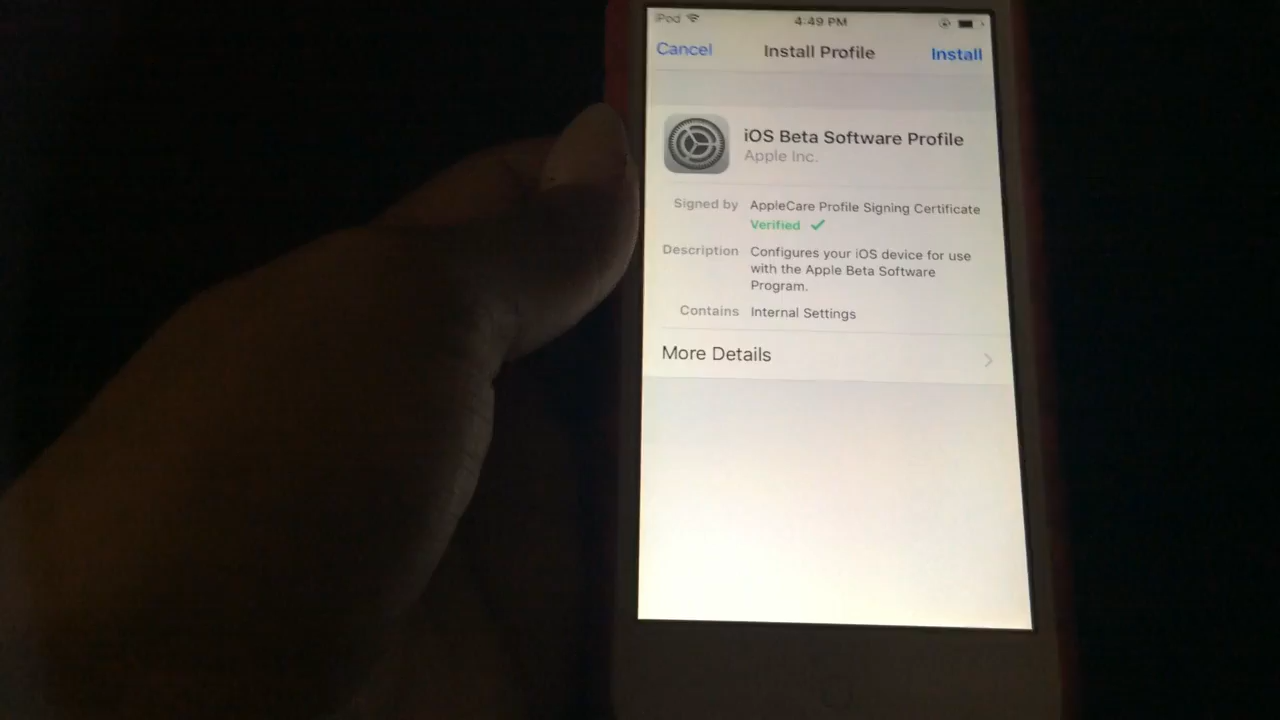 iPod 4:49 PM
Cancel Install Profile Install
iOS Beta Software Profile
Apple Inc.
Signed by AppleCare Profile Signing Certificate
Verified ✓
Description Configures your iOS device for use
with the Apple Beta Software
Program.
Contains Internal Settings
More Details